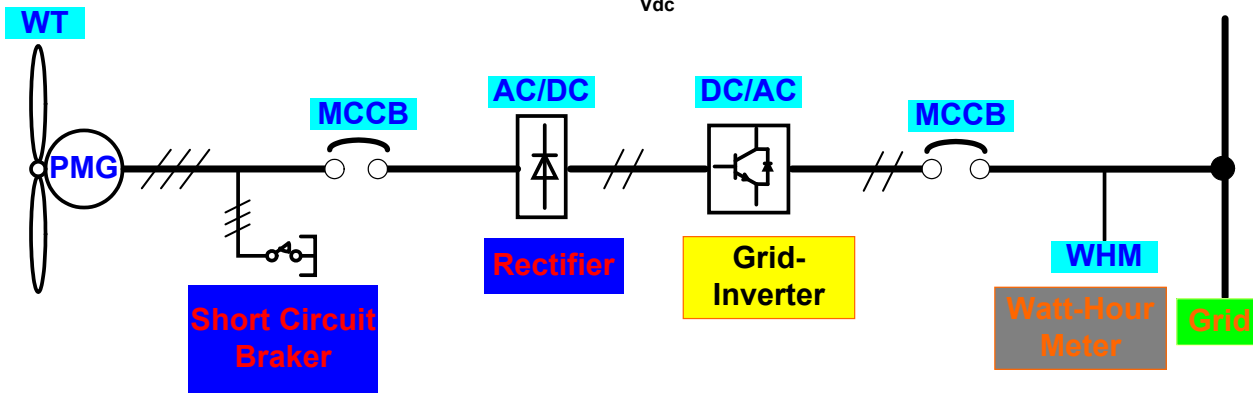 Vdc
WT
AC/DC
DC/AC
MCCB
MCCB
PMG
Rectifier
Grid-
Inverter
WHM
Short Circuit
Braker
Watt-Hour
Meter
Grid